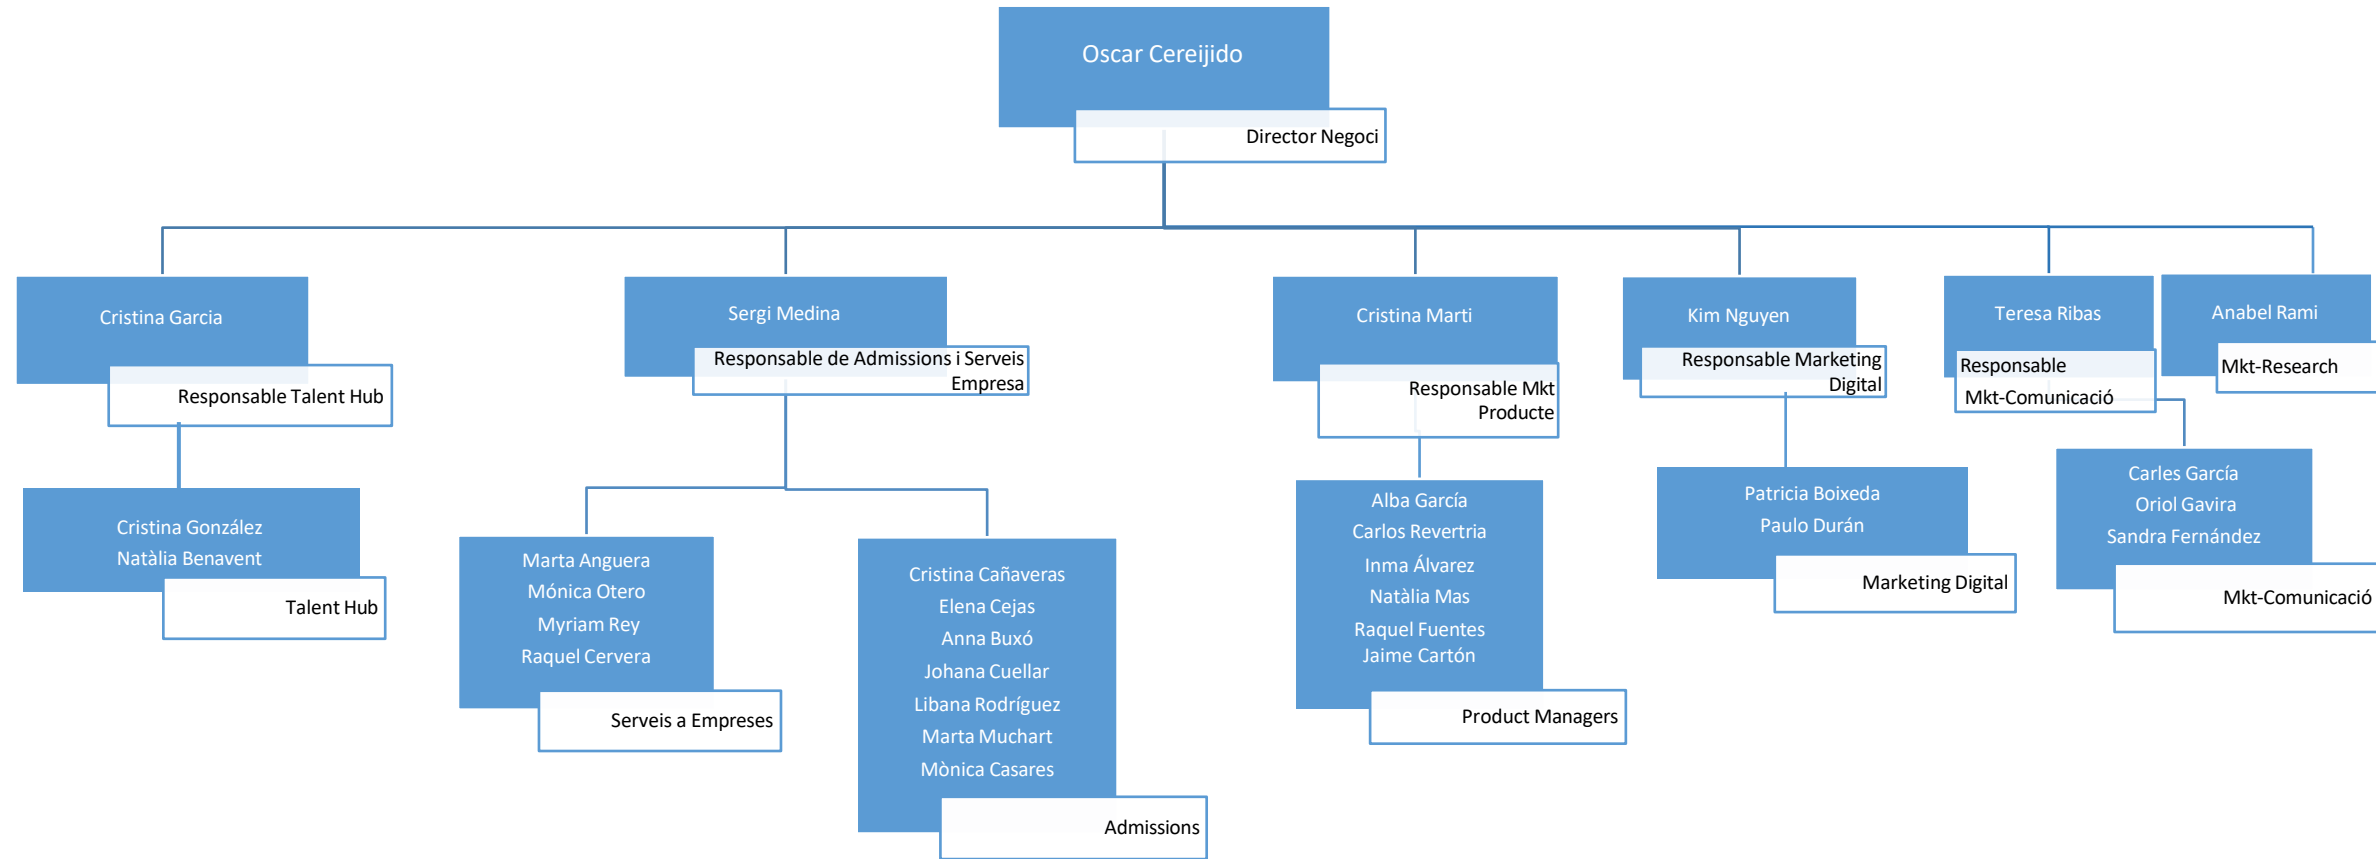 Oscar Cereijido
Director Negoci
Cristina Garcia
Responsable Talent Hub
Sergi Medina
Responsable de Admissions i Serveis
Empresa
Cristina Marti
Responsable Mkt
Producte
Kim Nguyen
Responsable Marketing
Digital
Teresa Ribas
Responsable
Mkt-Comunicació
Anabel Rami
Mkt-Research
Cristina González
Natàlia Benavent
Talent Hub
Marta Anguera
Mónica Otero
Myriam Rey
Raquel Cervera
Serveis a Empreses
Cristina Cañaveras
Elena Cejas
Anna Buxó
Johana Cuellar
Libana Rodríguez
Marta Muchart
Mònica Casares
Admissions
Alba García
Carlos Revertria
Inma Álvarez
Natàlia Mas
Raquel Fuentes
Jaime Cartón
Product Managers
Patricia Boixeda
Paulo Durán
Marketing Digital
Carles García
Oriol Gavira
Sandra Fernández
Mkt-Comunicació